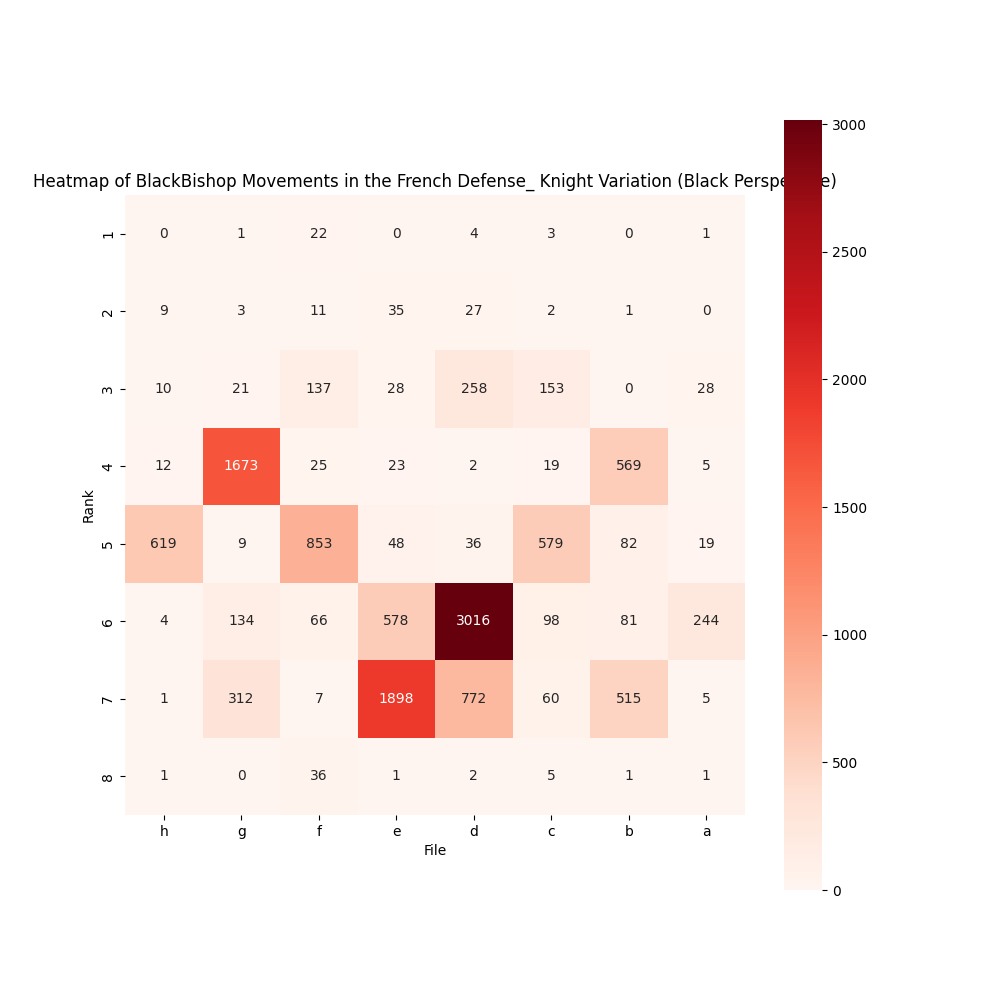 Heatmap of BlackBishop Movements in the French Defense_ Knight Variation (Black Perspe e)
3000
2500
2000
1500
1000
500
0
Rank
1 0 1 22 0 4 3 0 1
2 9 3 11 35 27 2 1 0
3 10 21 137 28 258 153 0 28
4 12 1673 25 23 2 19 569 5
5 619 9 853 48 36 579 82 19
6 4 134 66 578 3016 98 81 244
7 1 312 7 1898 772 60 515 5
8 1 0 36 1 2 5 1 1
h g f e d c b a
File